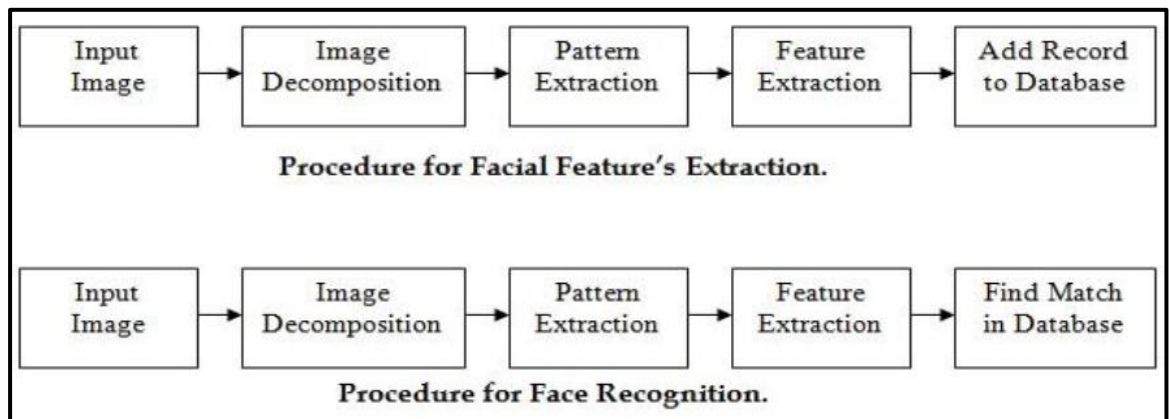 Input
Image
Image
Decomposition
Pattern
Extraction
Feature
Extraction
Add Record
to Database
Procedure for Facial Feature's Extraction.
Input
Image
Image
Decomposition
Pattern
Extraction
Feature
Extraction
Find Match
in Database
Procedure for Face Recognition.